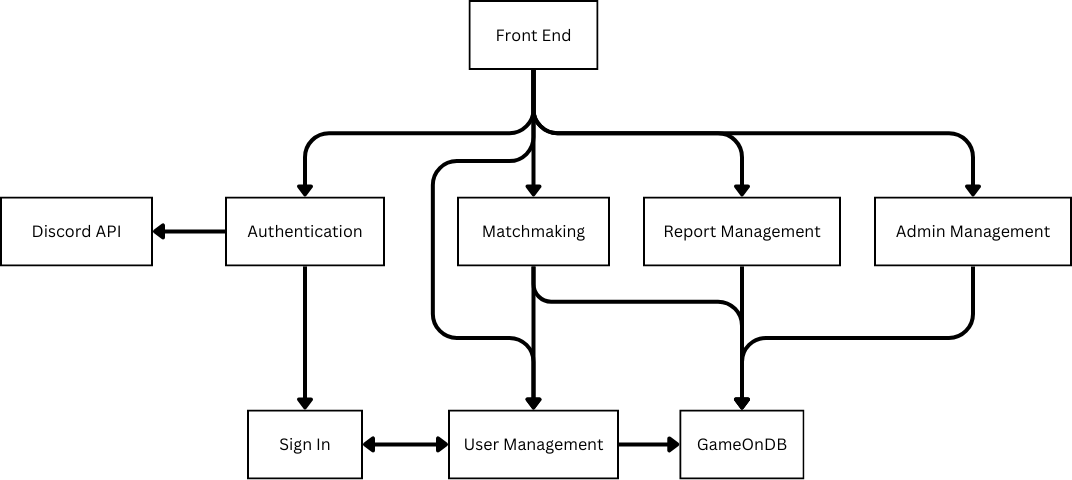 Front End
Discord API
Authentication
Matchmaking
Report Management
Admin Management
Sign In
User Management
GameOnDB